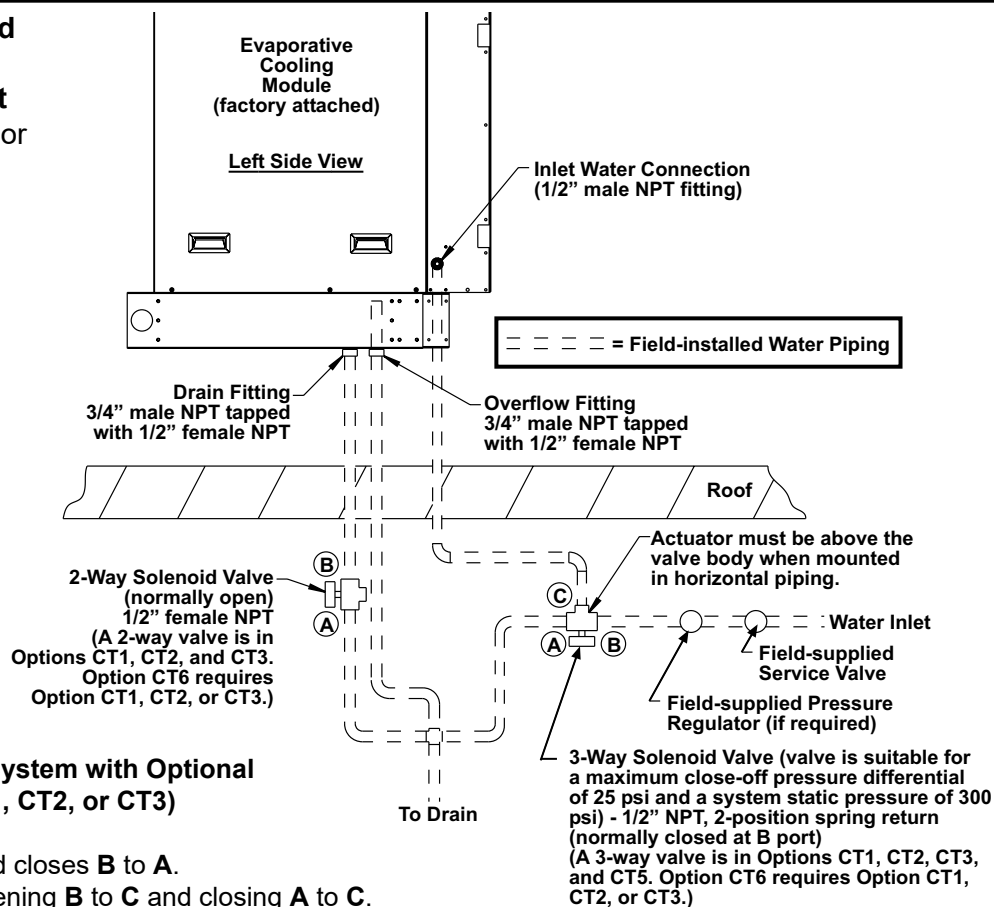 d
t
or
Evaporative
Cooling
Module
(factory attached)
Left Side View
Inlet Water Connection
(1/2” male NPT fitting)
= Field-installed Water Piping
Drain Fitting
3/4” male NPT tapped
with 1/2” female NPT
Overflow Fitting
3/4” male NPT tapped
with 1/2” female NPT
Roof
Actuator must be above the
valve body when mounted
in horizontal piping.
B
A
2-Way Solenoid Valve
(normally open)
1/2” female NPT
(A 2-way valve is in
Options CT1, CT2, and CT3.
Option CT6 requires
Option CT1, CT2, or CT3.)
C
A
B
Water Inlet
Field-supplied
Service Valve
Field-supplied Pressure
Regulator (if required)
3-Way Solenoid Valve (valve is suitable for
a maximum close-off pressure differential
of 25 psi and a system static pressure of 300
psi) - 1/2” NPT, 2-position spring return
(normally closed at B port)
(A 3-way valve is in Options CT1, CT2, CT3,
and CT5. Option CT6 requires Option CT1,
CT2, or CT3.)
To Drain
ystem with Optional
, CT2, or CT3)
d closes B to A.
ening B to C and closing A to C.